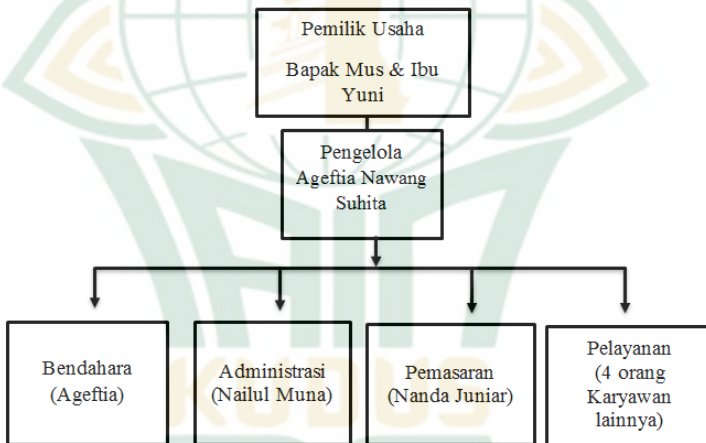 Pemilik Usaha
Bapak Mus & Ibu
Yuni
Pengelola
Ageftia Nawang
Suhita
Bendahara
(Ageftia)
Administrasi
(Nailul Muna)
Pemasaran
(Nanda Juniar)
Pelayanan
(4 orang
Karyawan
lainnya)
KUDUS